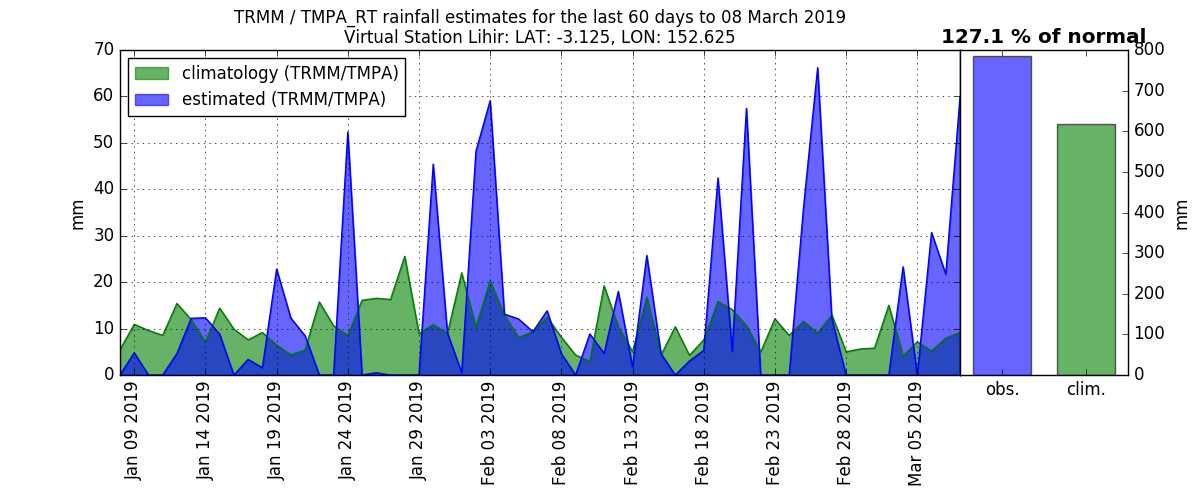 TRMM / TMPA_RT rainfall estimates for the last 60 days to 08 March 2019
Virtual Station Lihir: LAT: -3.125, LON: 152.625
127.1 % of normal
climatology (TRMM/TMPA)
estimated (TRMM/TMPA)
70
60
50
40
30
20
10
0
mm
Jan 09 2019
Jan 14 2019
Jan 19 2019
Jan 24 2019
Jan 29 2019
Feb 03 2019
Feb 08 2019
Feb 13 2019
Feb 18 2019
Feb 23 2019
Feb 28 2019
Mar 05 2019
obs.
clim.
800
700
600
500
400
300
200
100
0
mm